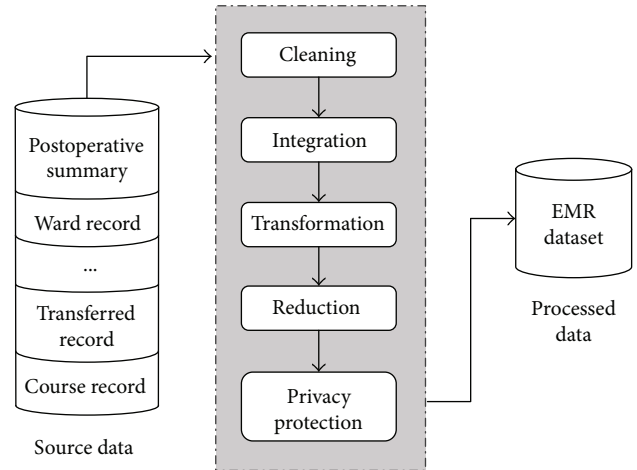 Postoperative
summary
Ward record
...
Transferred
record
Course record
Source data
Cleaning
Integration
Transformation
Reduction
Privacy
protection
EMR
dataset
Processed
data